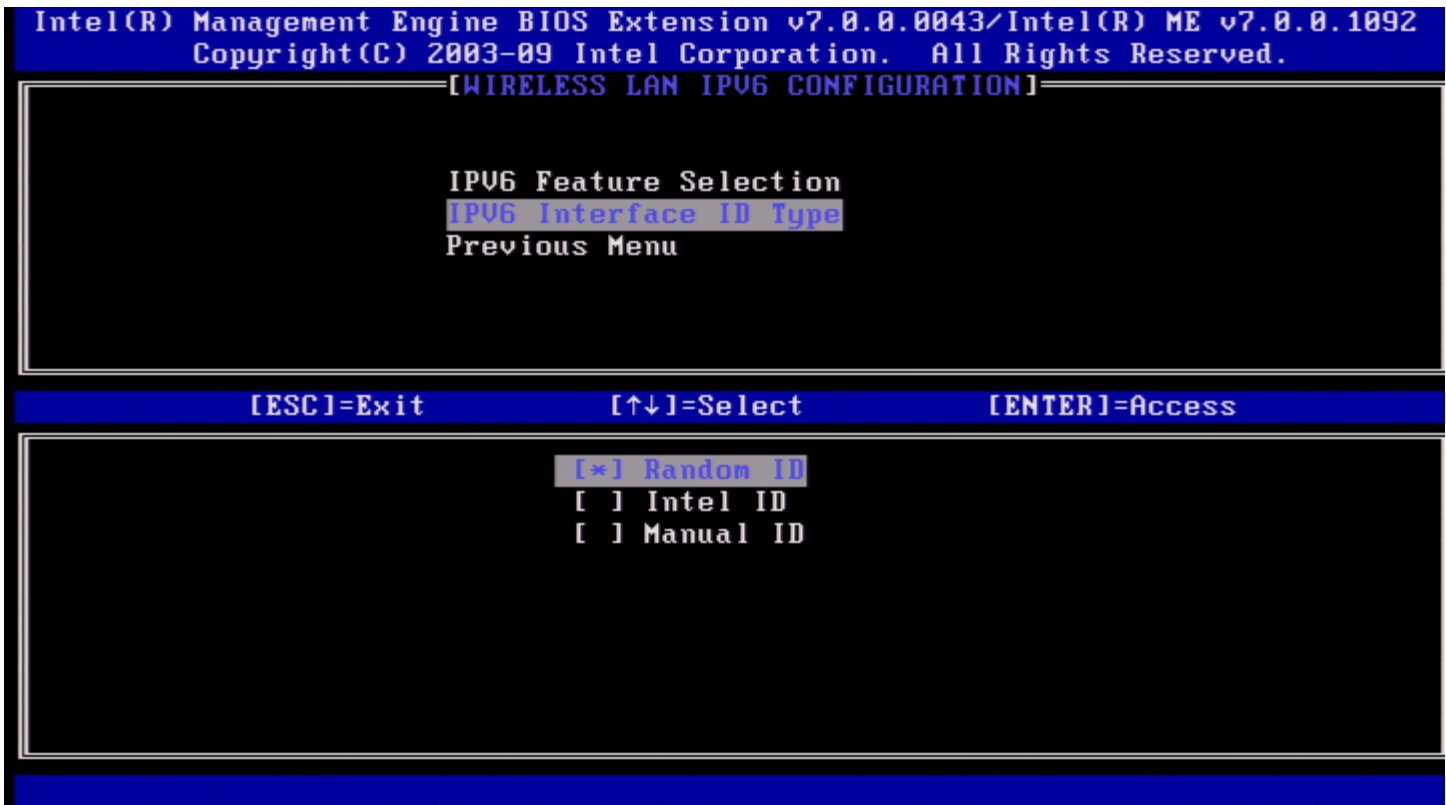 Intel(R) Management Engine BIOS Extension v7.0.0.0043/Intel(R) ME v7.0.0.1092
Copyright(C) 2003-09 Intel Corporation. All Rights Reserved.
[WIRELESS LAN IPV6 CONFIGURATION]
IPV6 Feature Selection
IPV6 Interface ID Type
Previous Menu
[ESC]=Exit [↑↓]=Select [ENTER]=Access
[*] Random ID
[ ] Intel ID
[ ] Manual ID